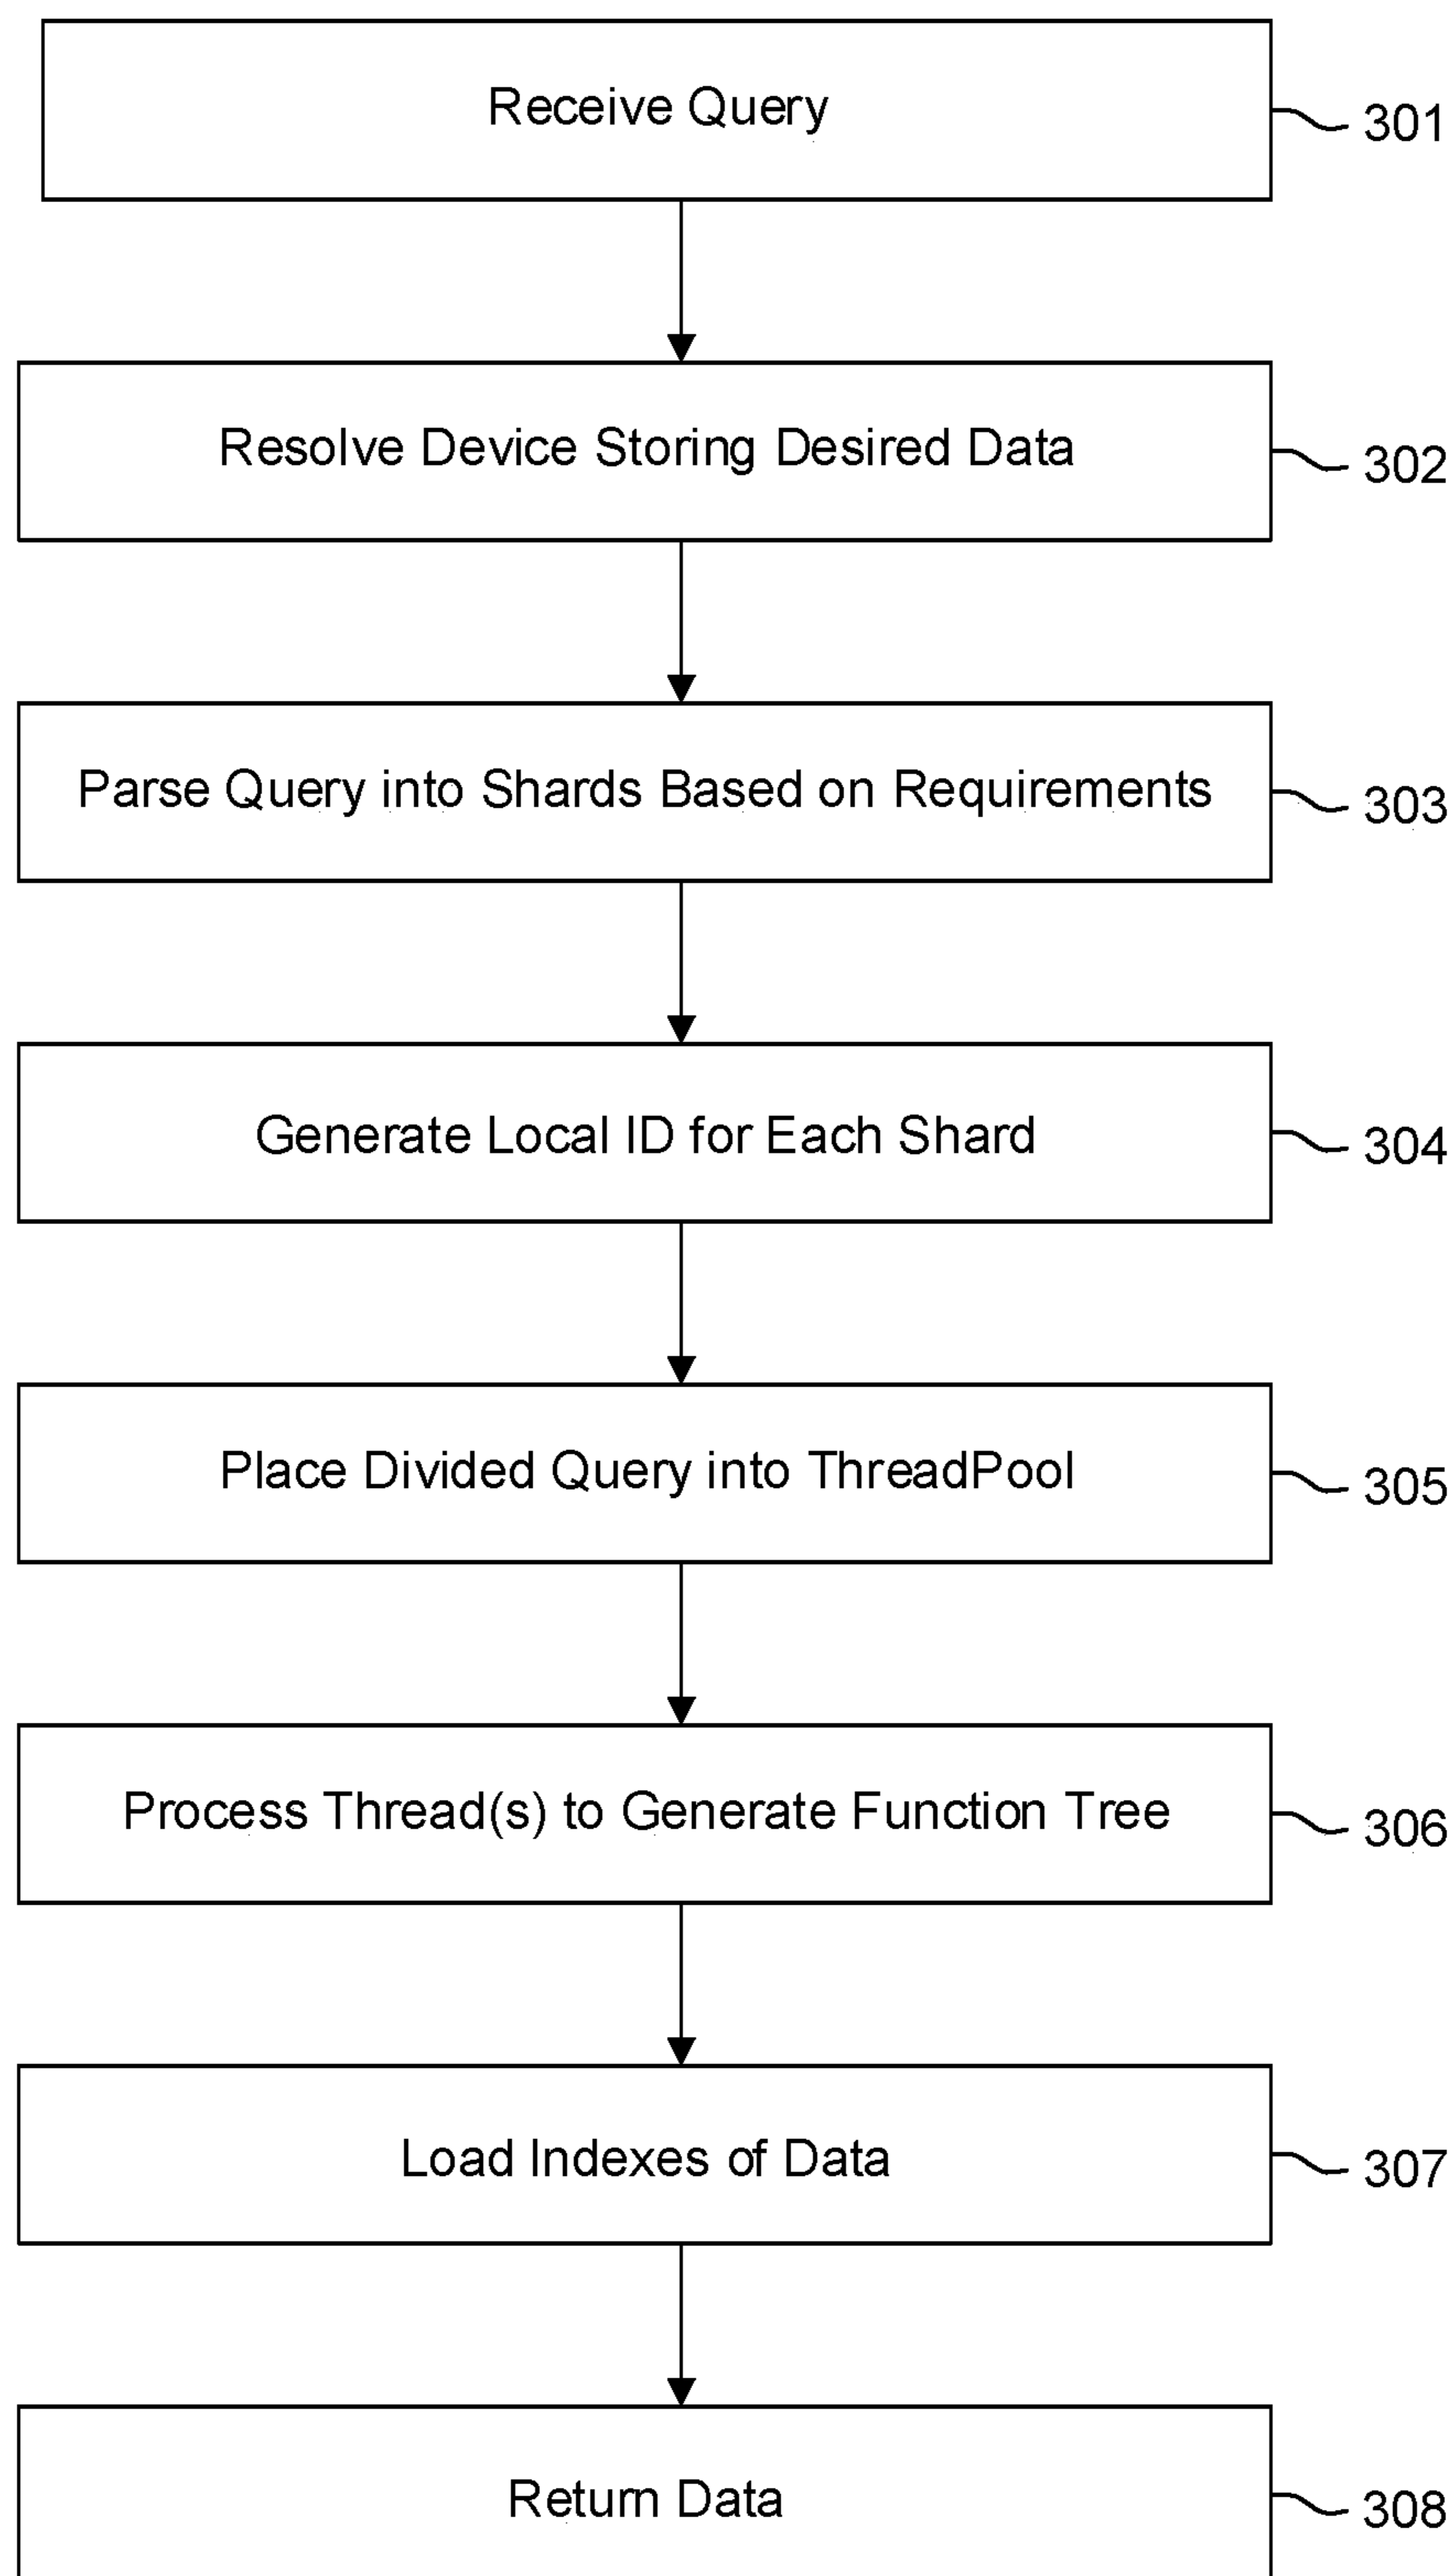 Receive Query
301
Resolve Device Storing Desired Data
302
Parse Query into Shards Based on Requirements
303
Generate Local ID for Each Shard
304
Place Divided Query into ThreadPool
305
Process Thread(s) to Generate Function Tree
306
Load Indexes of Data
307
Return Data
308